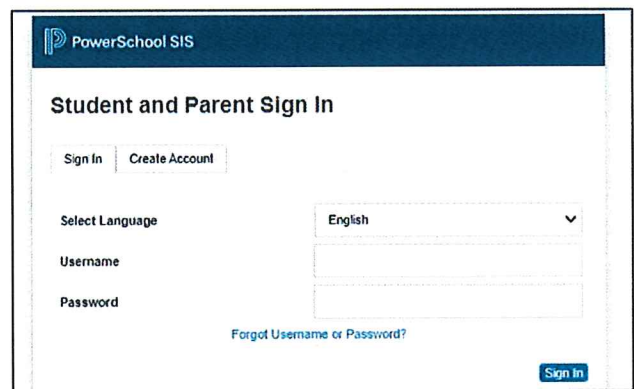 PowerSchool SIS
Student and Parent Sign In
Sign In Create Account
Select Language English
Username
Password
Forgot Username or Password?
Sign In